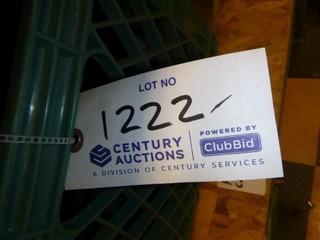 LOT NO
1222-
CENTURY AUCTIONS
POWERED BY
ClubBid
A DIVISION OF CENTURY SERVICES